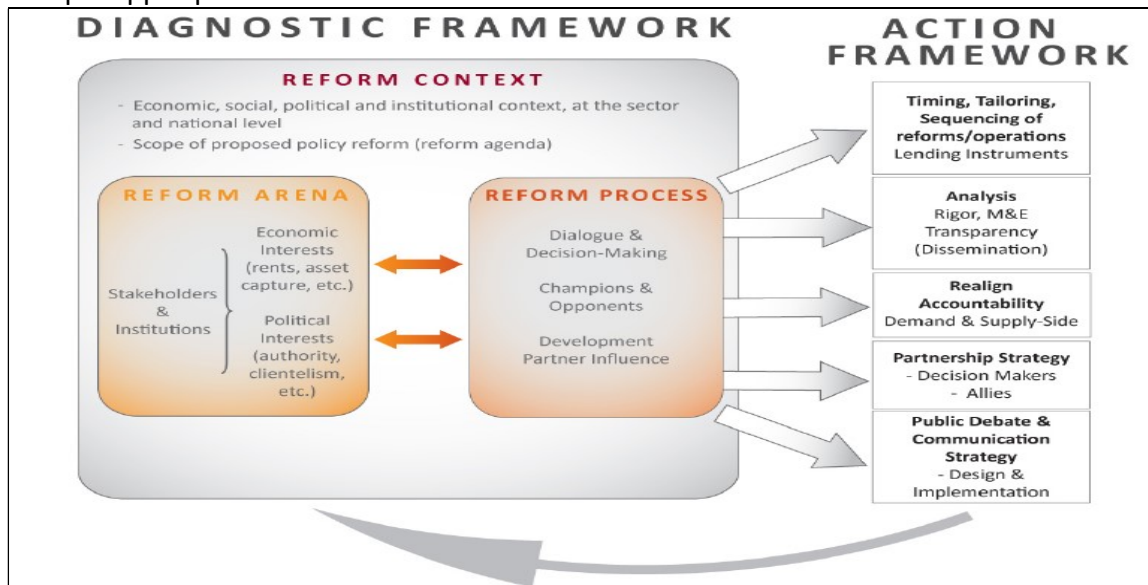 DIAGNOSTIC FRAMEWORK
REFORM CONTEXT
- Economic, social, political and institutional context, at the sector
and national level
- Scope of proposed policy reform (reform agenda)
REFORM ARENA
Stakeholders
&
Institutions
Economic
Interests
(rents, asset
capture, etc.)
Political
Interests
(authority,
clientelism,
etc.)
REFORM PROCESS
Dialogue &
Decision-Making
Champions &
Opponents
Development
Partner Influence
ACTION
FRAMEWORK
Timing, Tailoring,
Sequencing of
reforms/operations
Lending Instruments
Analysis
Rigor, M&E
Transparency
(Dissemination)
Realign
Accountability
Demand & Supply-Side
Partnership Strategy
- Decision Makers
- Allies
Public Debate &
Communication
Strategy
- Design &
Implementation